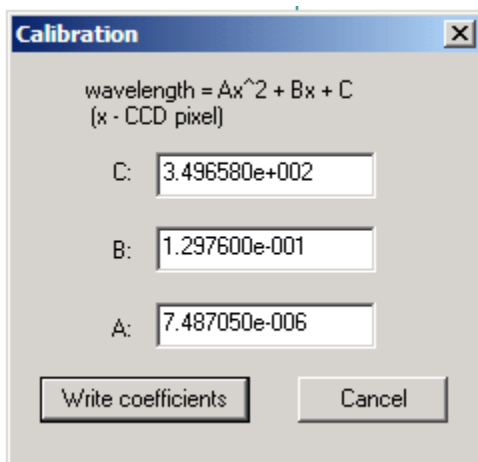 Calibration
wavelength = Ax^2 + Bx + C
(x - CCD pixel)
C: 3.496580e+002
B: 1.297600e-001
A: 7.487050e-006
Write coefficients Cancel